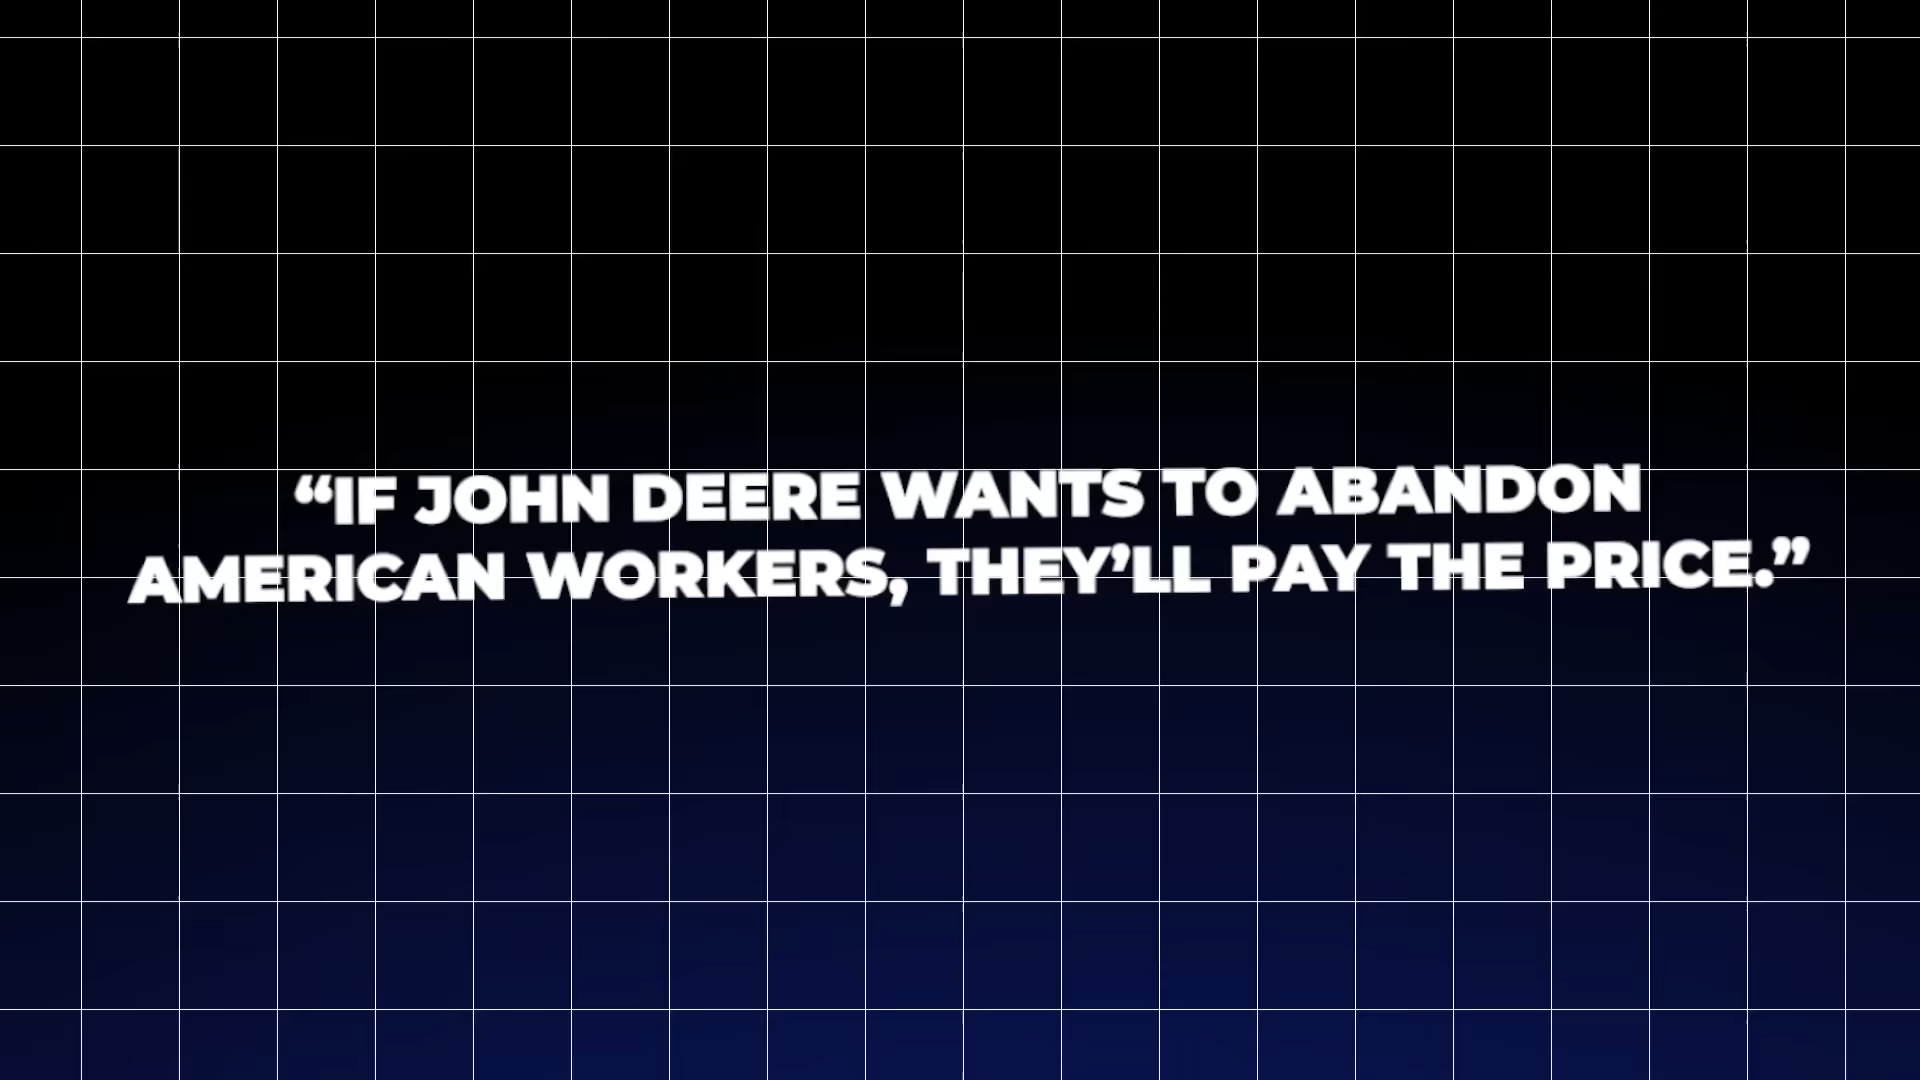 “IF JOHN DEERE WANTS TO ABANDON
AMERICAN WORKERS, THEY’LL PAY THE PRICE.”